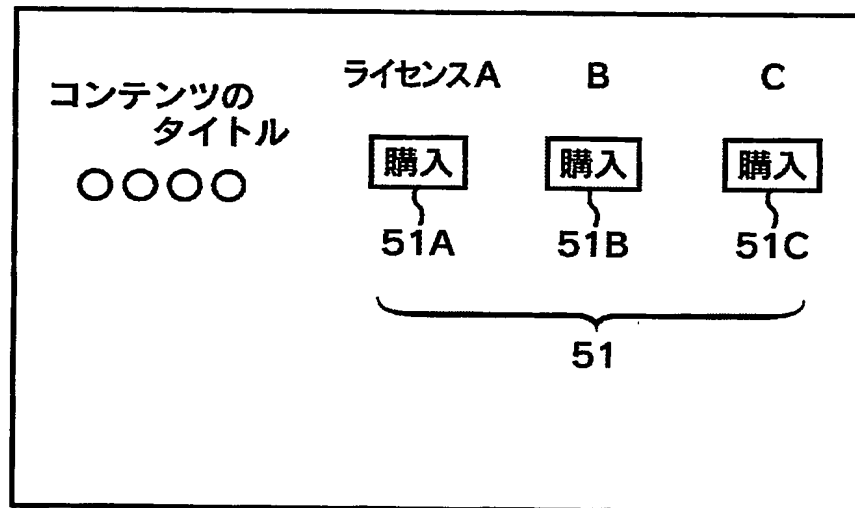 ライセンスA B C
コンテンツの
タイトル
○○○○
購入 購入 購入
51A 51B 51C
51